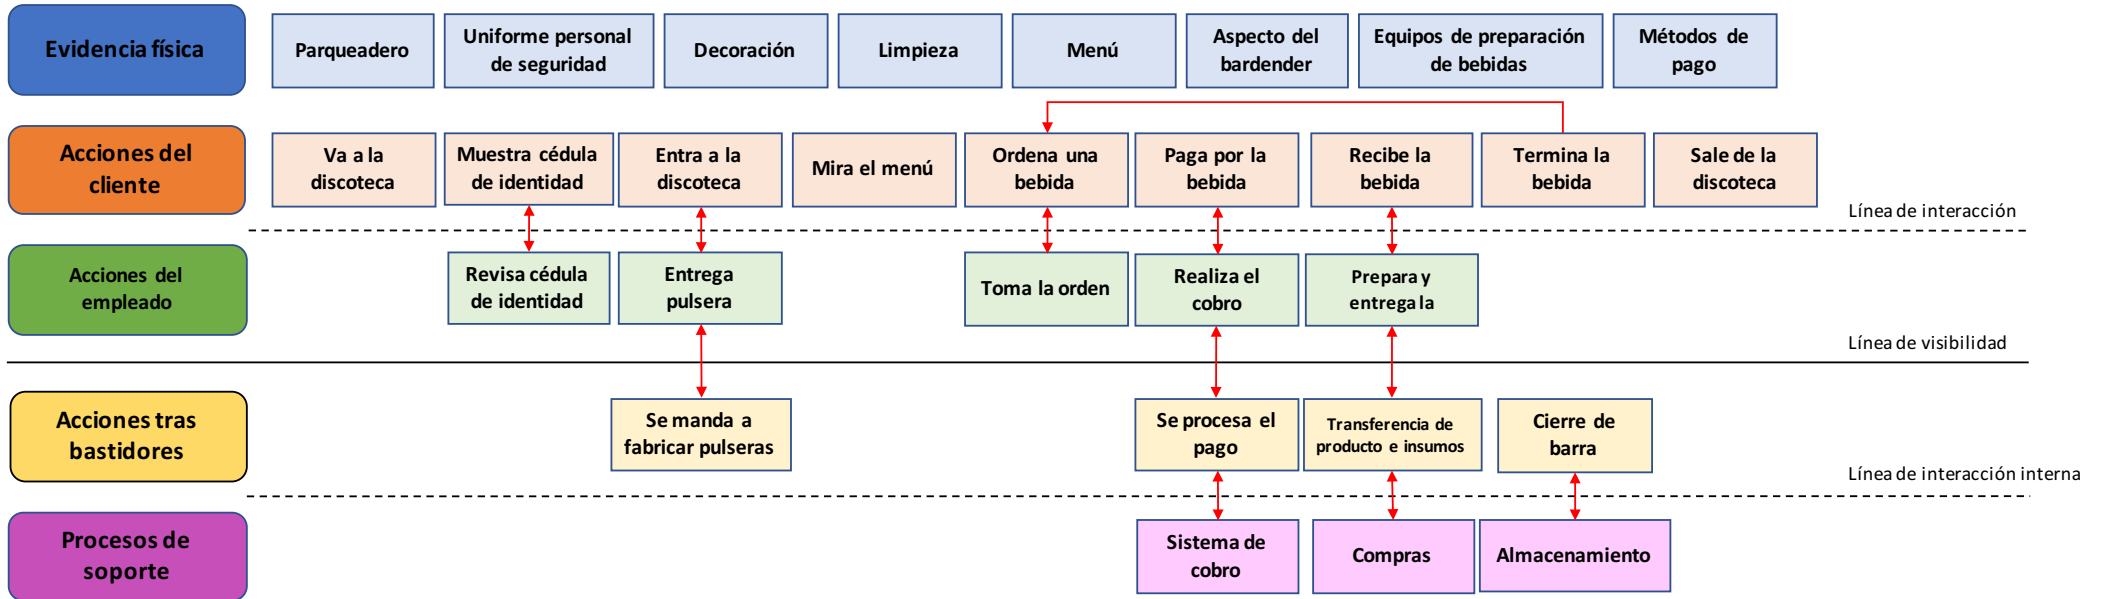 Evidencia física
Parqueadero
Uniforme personal
de seguridad
Decoración
Limpieza
Menú
Aspecto del
bardender
Equipos de preparación
de bebidas
Métodos de
pago
Acciones del
cliente
Va a la
discoteca
Muestra cédula
de identidad
Entra a la
discoteca
Mira el menú
Ordena una
bebida
Paga por la
bebida
Recibe la
bebida
Termina la
bebida
Sale de la
discoteca
Línea de interacción
Acciones del
empleado
Revisa cédula
de identidad
Entrega
pulsera
Toma la orden
Realiza el
cobro
Prepara y
entrega la
Línea de visibilidad
Acciones tras
bastidores
Se manda a
fabricar pulseras
Se procesa el
pago
Transferencia de
producto e insumos
Cierre de
barra
Línea de interacción interna
Procesos de
soporte
Sistema de
cobro
Compras
Almacenamiento